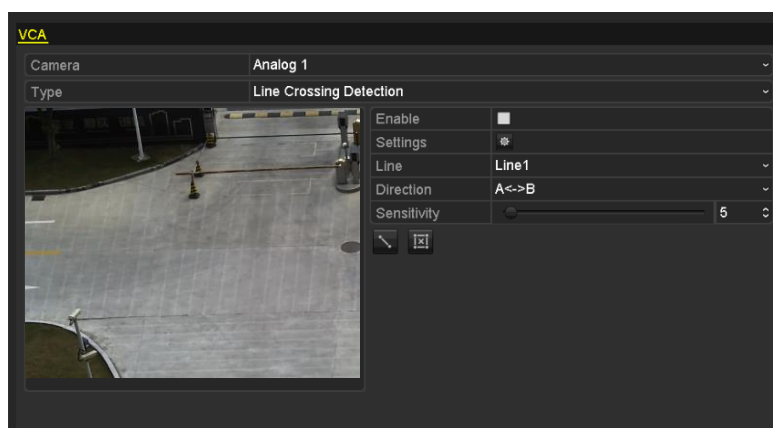 VCA
Camera Analog 1
Type Line Crossing Detection
Enable
Settings
Line Line1
Direction A<->B
Sensitivity 5